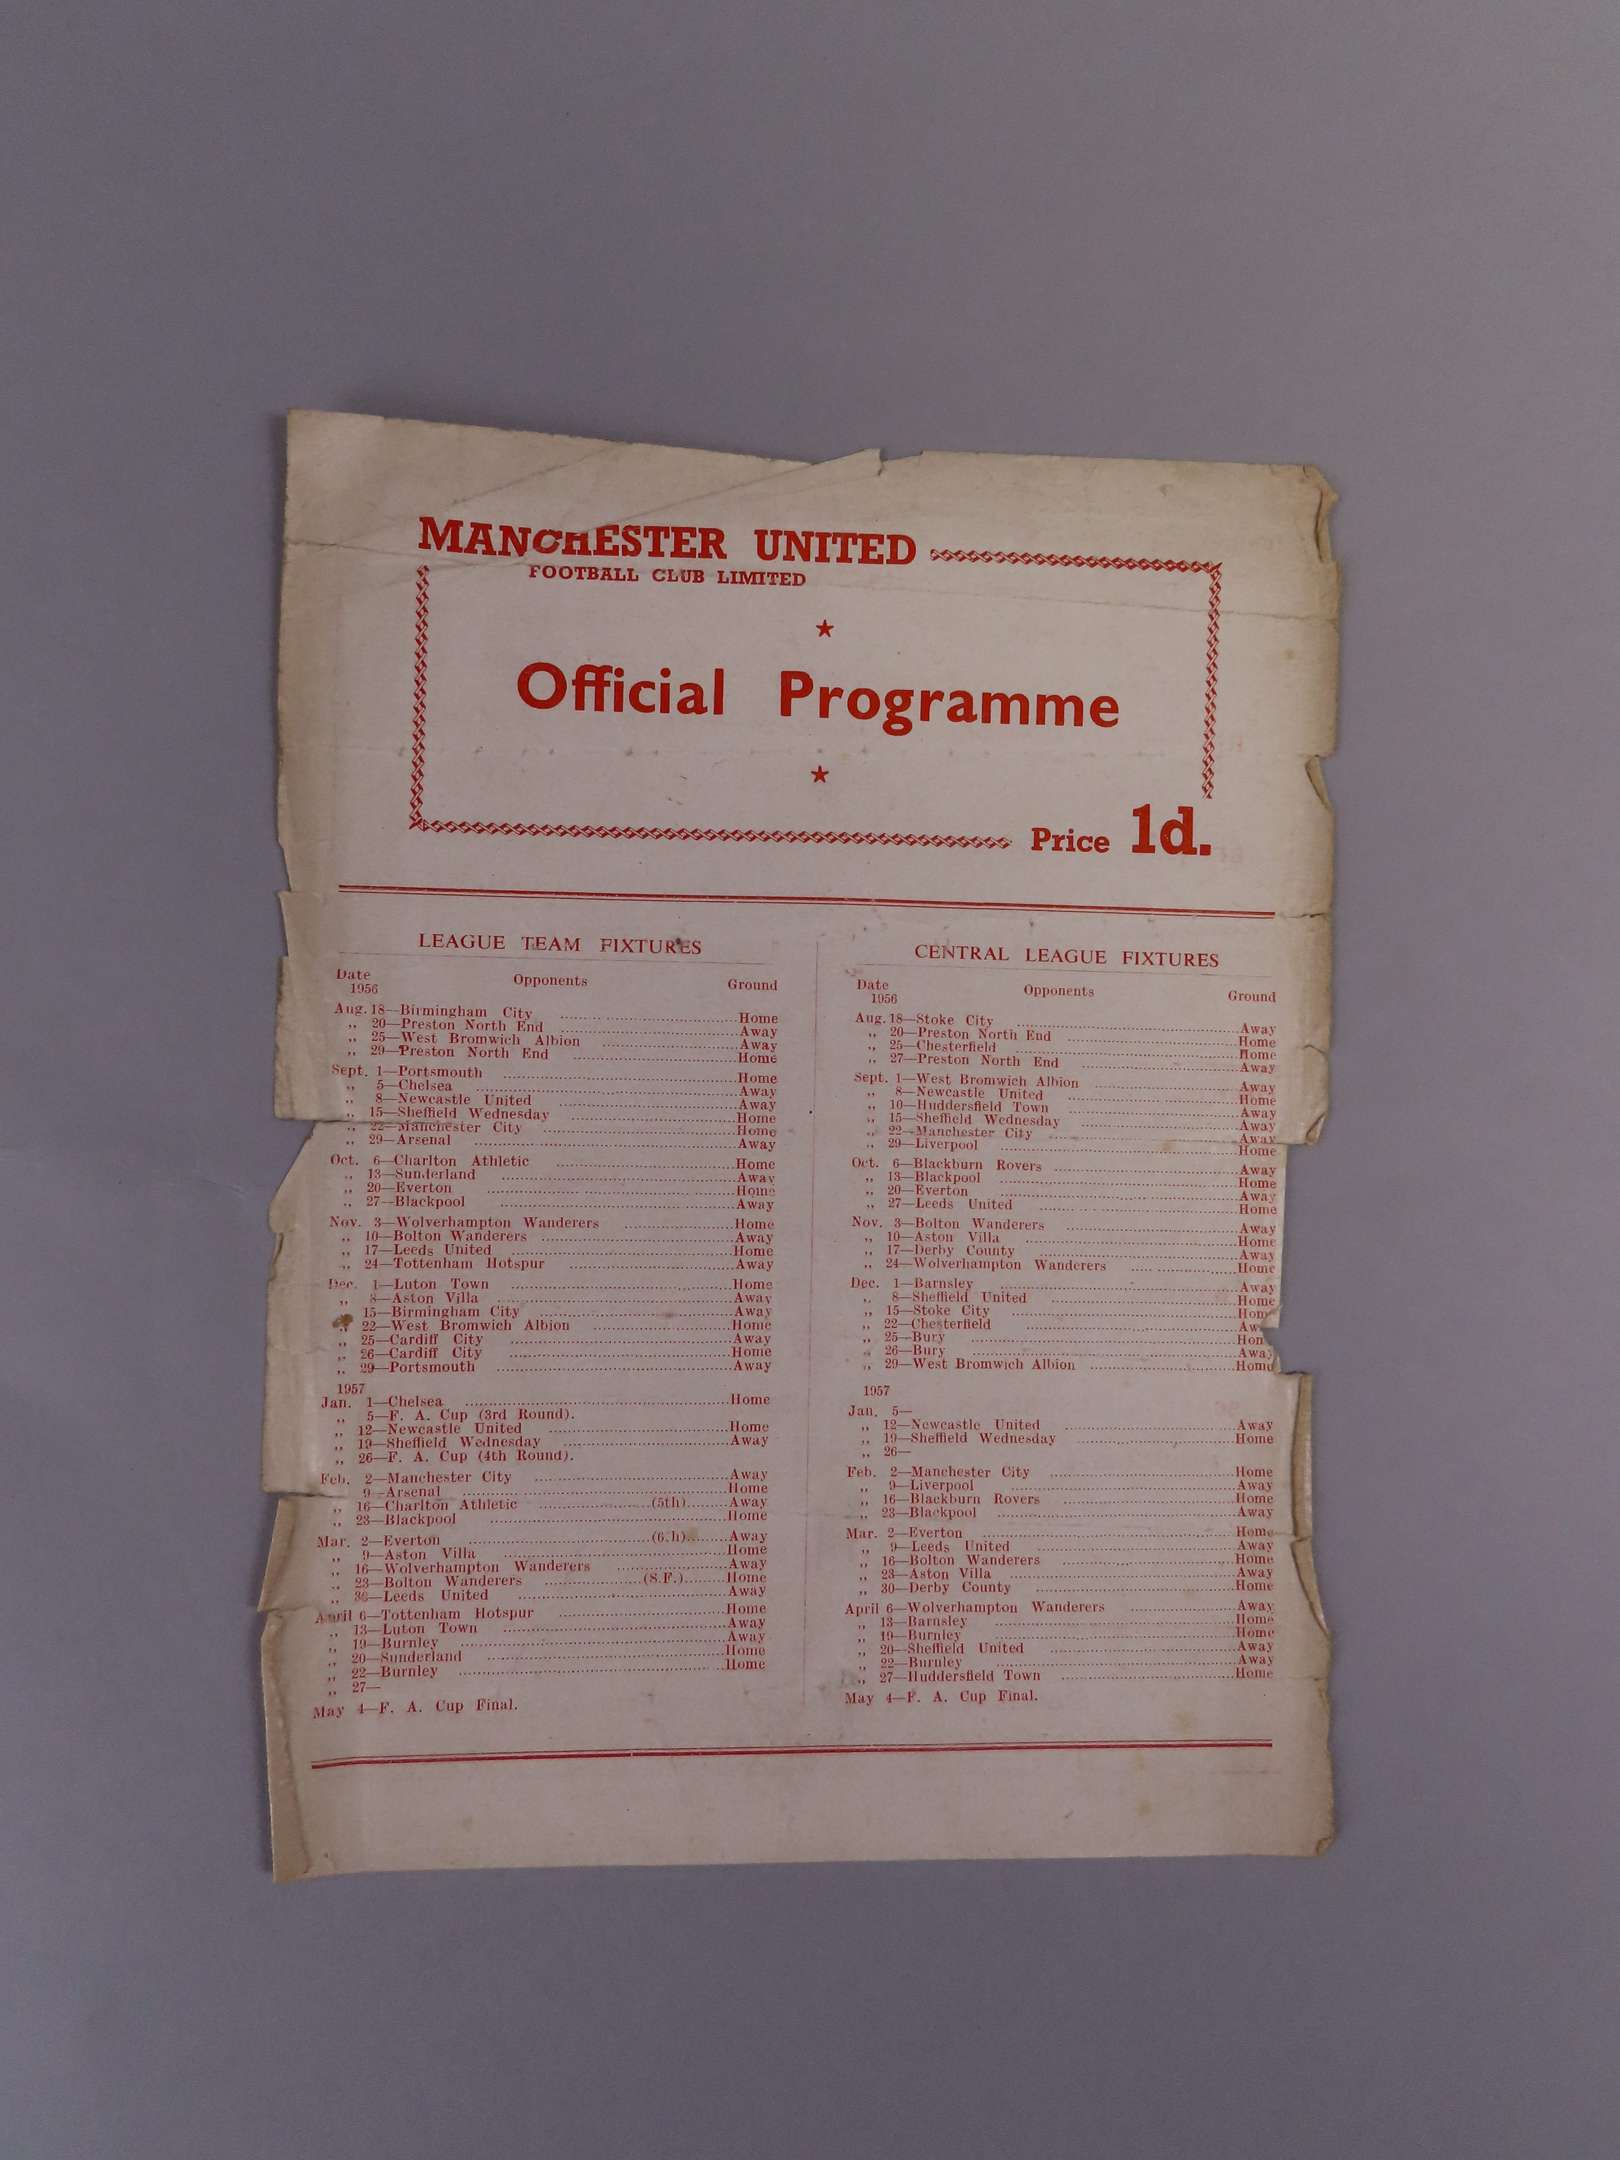 MANCHESTER UNITED
FOOTBALL CLUB LIMITED
Official Programme
Price 1d.
LEAGUE TEAM FIXTURES
Date Opponents Ground
1956
Aug. 18—Birmingham City Home
,, 20—Preston North End Away
,, 25—West Bromwich Albion Away
,, 29—Preston North End Home
Sept. 1—Portsmouth Home
,, 5—Chelsea Away
,, 8—Newcastle United Away
,, 15—Sheffield Wednesday Home
,, 22—Manchester City Home
,, 29—Arsenal Away
Oct. 6—Charlton Athletic Home
,, 13—Sunderland Away
,, 20—Everton Home
,, 27—Blackpool Away
Nov. 3—Wolverhampton Wanderers Home
,, 10—Bolton Wanderers Away
,, 17—Leeds United Home
,, 24—Tottenham Hotspur Away
Dec. 1—Luton Town Home
,, 8—Aston Villa Away
,, 15—Birmingham City Away
,, 22—West Bromwich Albion Home
,, 25—Cardiff City Away
,, 26—Cardiff City Home
,, 29—Portsmouth Away
1957
Jan. 1—Chelsea Home
,, 5—F. A. Cup (3rd Round).
,, 12—Newcastle United Home
,, 19—Sheffield Wednesday Away
,, 26—F. A. Cup (4th Round).
Feb. 2—Manchester City Away
,, 9—Arsenal Home
,, 16—Charlton Athletic (5th) Away
,, 23—Blackpool Home
Mar. 2—Everton (6.h) Away
,, 9—Aston Villa Home
,, 16—Wolverhampton Wanderers Away
,, 23—Bolton Wanderers (S.F.) Home
,, 30—Leeds United Away
April 6—Tottenham Hotspur Home
,, 13—Luton Town Away
,, 19—Burnley Away
,, 20—Sunderland Home
,, 22—Burnley Home
,, 27—
May 4—F. A. Cup Final.
CENTRAL LEAGUE FIXTURES
Date Opponents Ground
1956
Aug. 18—Stoke City Away
,, 20—Preston North End Home
,, 25—Chesterfield Home
,, 27—Preston North End Away
Sept. 1—West Bromwich Albion Away
,, 8—Newcastle United Home
,, 10—Huddersfield Town Away
,, 15—Sheffield Wednesday Away
,, 22—Manchester City Away
,, 29—Liverpool Home
Oct. 6—Blackburn Rovers Away
,, 13—Blackpool Home
,, 20—Everton Away
,, 27—Leeds United Home
Nov. 3—Bolton Wanderers Away
,, 10—Aston Villa Home
,, 17—Derby County Away
,, 24—Wolverhampton Wanderers Home
Dec. 1—Barnsley Away
,, 8—Sheffield United Home
,, 15—Stoke City Home
,, 22—Chesterfield Aw
,, 25—Bury Hom
,, 26—Bury Away
,, 29—West Bromwich Albion Home
1957
Jan. 5—
,, 12—Newcastle United Away
,, 19—Sheffield Wednesday Home
,, 26—
Feb. 2—Manchester City Home
,, 9—Liverpool Away
,, 16—Blackburn Rovers Home
,, 23—Blackpool Away
Mar. 2—Everton Home
,, 9—Leeds United Away
,, 16—Bolton Wanderers Home
,, 23—Aston Villa Away
,, 30—Derby County Home
April 6—Wolverhampton Wanderers Away
,, 13—Barnsley Home
,, 19—Burnley Home
,, 20—Sheffield United Away
,, 22—Burnley Away
,, 27—Huddersfield Town Home
May 4—F. A. Cup Final.